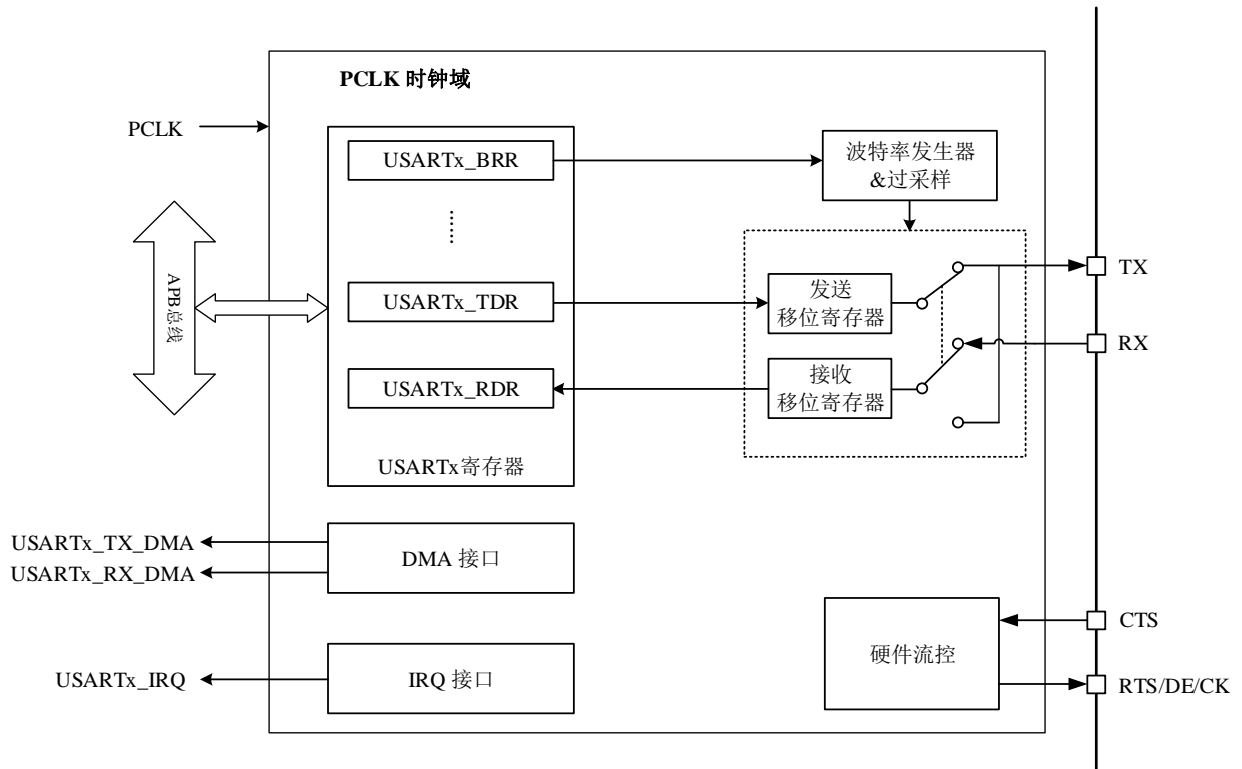 PCLK 时钟域
PCLK
USARTx_BRR
波特率发生器
&过采样
......
APB总线
USARTx_TDR
发送
移位寄存器
TX
RX
USARTx_RDR
接收
移位寄存器
USARTx寄存器
USARTx_TX_DMA
USARTx_RX_DMA
DMA 接口
CTS
硬件流控
RTS/DE/CK
USARTx_IRQ
IRQ 接口